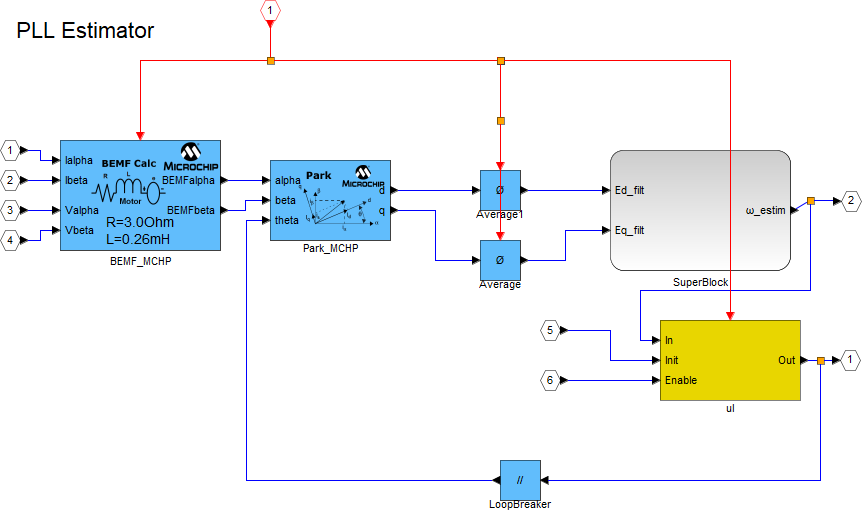 PLL Estimator
1
1
2
3
4
Ialpha
Ibeta
Valpha
Vbeta
BEMF Calc
MICROCHIP
R
L
e
Motor
R=3.0Ohm
L=0.26mH
BEMFalpha
BEMFbeta
BEMF_MCHP
alpha
beta
theta
Park
MICROCHIP
d
q
Park_MCHP
Ø
Average1
Ø
Average
Ed_filt
Eq_filt
ω_estim
SuperBlock
2
5
6
In
Init
Enable
Out
uI
1
//
LoopBreaker